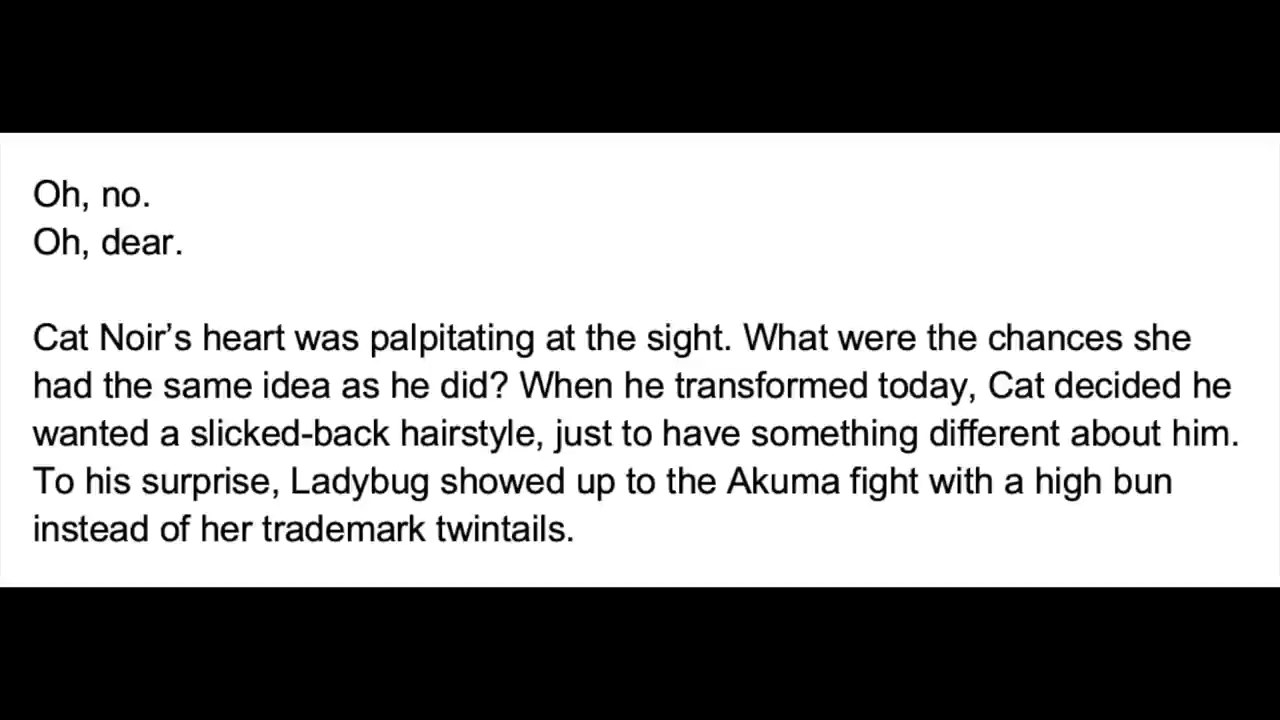 Oh, no.
Oh, dear.
Cat Noir’s heart was palpitating at the sight. What were the chances she
had the same idea as he did? When he transformed today, Cat decided he
wanted a slicked-back hairstyle, just to have something different about him.
To his surprise, Ladybug showed up to the Akuma fight with a high bun
instead of her trademark twintails.